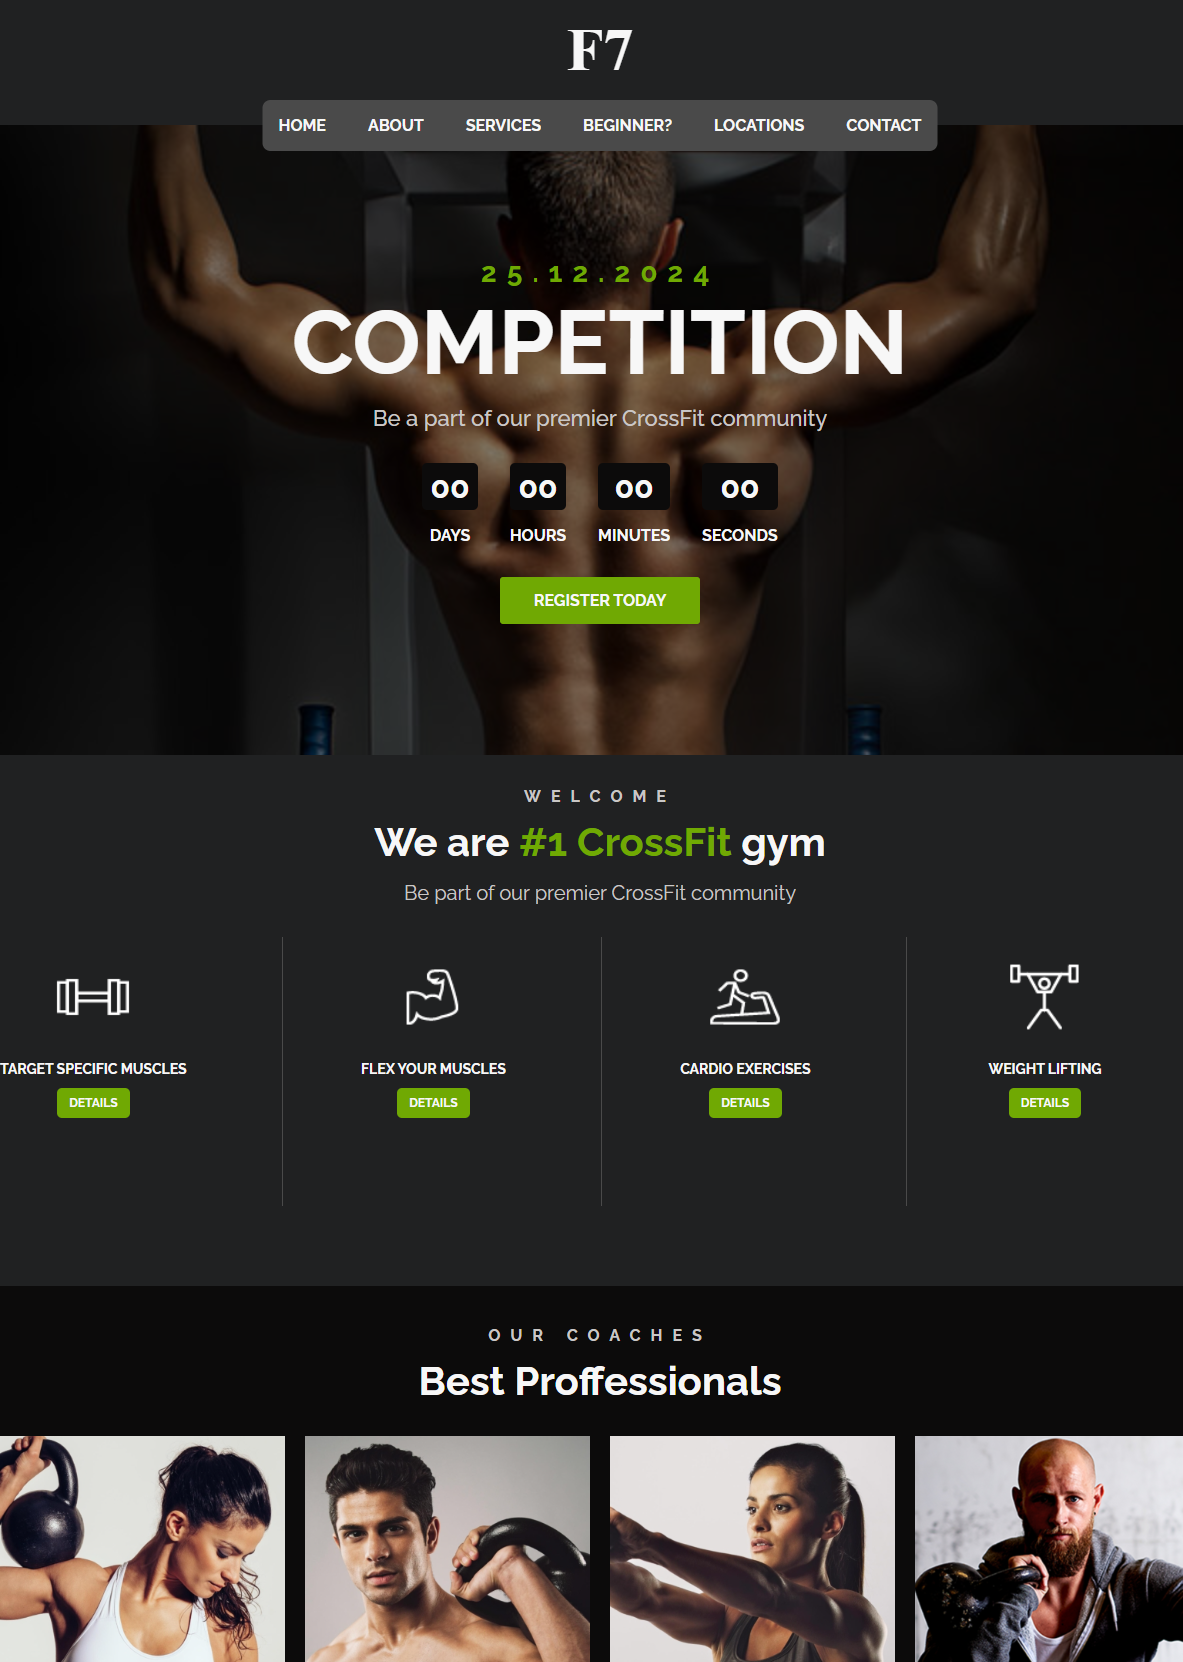 F7
HOME ABOUT SERVICES BEGINNER? LOCATIONS CONTACT
25.12.2024
COMPETITION
Be a part of our premier CrossFit community
00 00 00 00
DAYS HOURS MINUTES SECONDS
REGISTER TODAY
WELCOME
We are #1 CrossFit gym
Be part of our premier CrossFit community
TARGET SPECIFIC MUSCLES FLEX YOUR MUSCLES CARDIO EXERCISES WEIGHT LIFTING
DETAILS DETAILS DETAILS DETAILS
OUR COACHES
Best Proffessionals